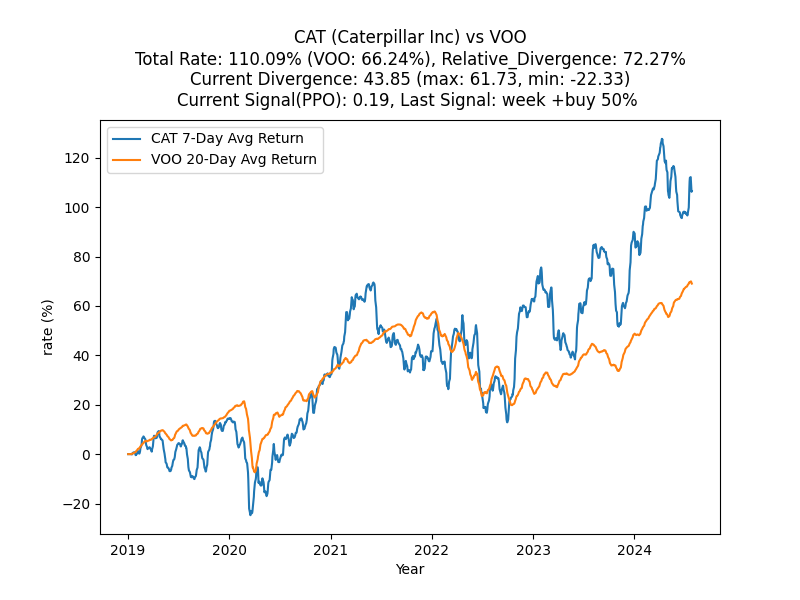 CAT (Caterpillar Inc) vs VOO
Total Rate: 110.09% (VOO: 66.24%), Relative_Divergence: 72.27%
Current Divergence: 43.85 (max: 61.73, min: -22.33)
Current Signal(PPO): 0.19, Last Signal: week +buy 50%
CAT 7-Day Avg Return
VOO 20-Day Avg Return
120
100
80
60
40
20
0
−20
rate (%)
2019 2020 2021 2022 2023 2024
Year